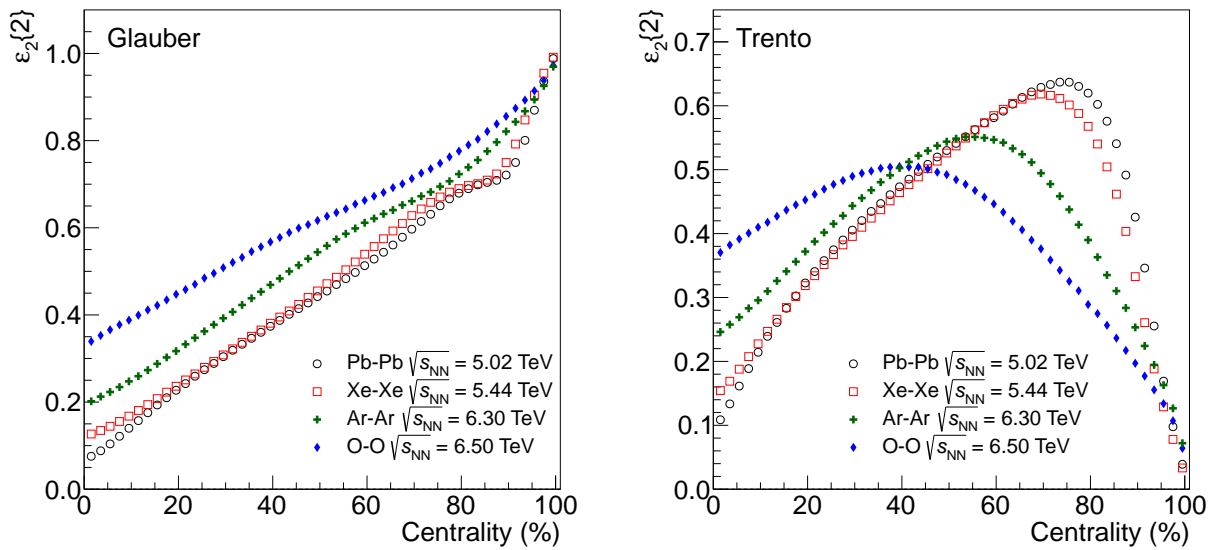 Glauber
ε₂{2}
1.0
0.8
0.6
0.4
0.2
0.0
Pb-Pb √sNN = 5.02 TeV
Xe-Xe √sNN = 5.44 TeV
Ar-Ar √sNN = 6.30 TeV
O-O √sNN = 6.50 TeV
0 20 40 60 80 100
Centrality (%)
Trento
ε₂{2}
0.7
0.6
0.5
0.4
0.3
0.2
0.1
0.0
Pb-Pb √sNN = 5.02 TeV
Xe-Xe √sNN = 5.44 TeV
Ar-Ar √sNN = 6.30 TeV
O-O √sNN = 6.50 TeV
0 20 40 60 80 100
Centrality (%)